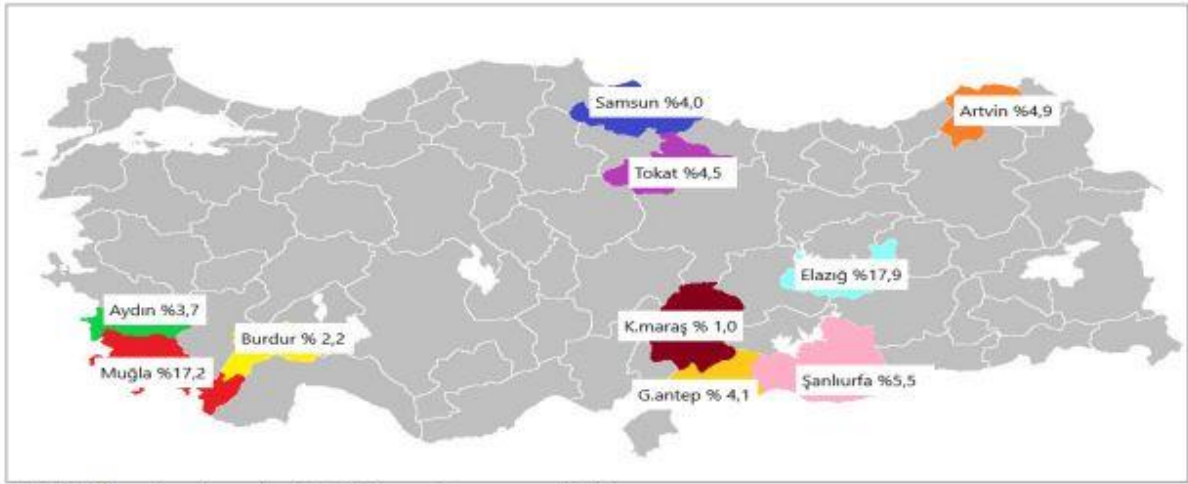 Samsun %4,0
Artvin %4,9
Tokat %4,5
Elazığ %17,9
Aydın %3,7
K.maraş % 1,0
Burdur % 2,2
Muğla %17,2
Şanlıurfa %5,5
G.antep % 4,1